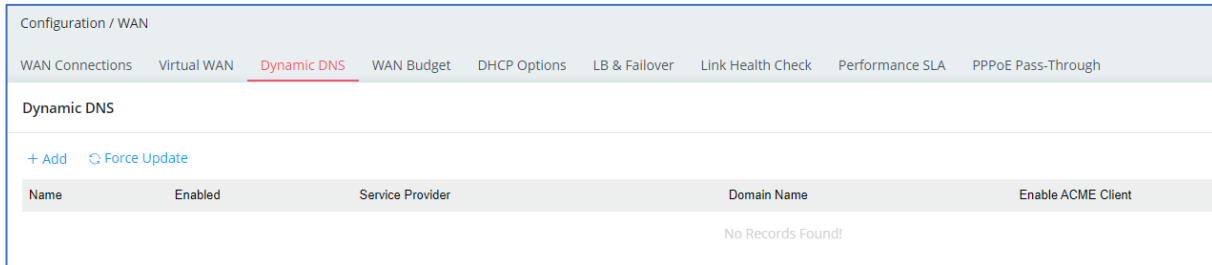 Configuration / WAN
WAN Connections Virtual WAN Dynamic DNS WAN Budget DHCP Options LB & Failover Link Health Check Performance SLA PPPoE Pass-Through
Dynamic DNS
+ Add Force Update
Name Enabled Service Provider Domain Name Enable ACME Client
No Records Found!